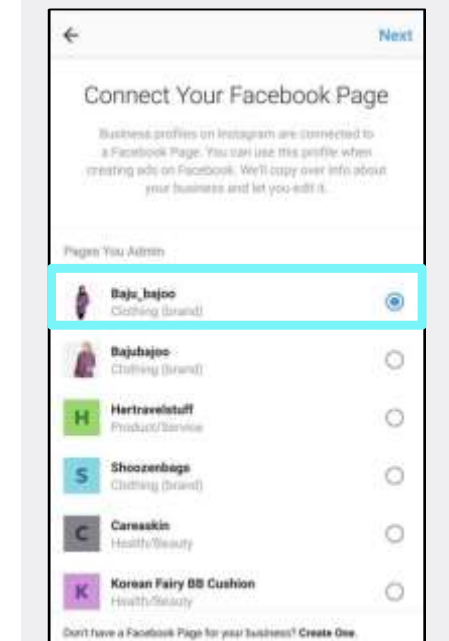 Next
Connect Your Facebook Page
Business profiles on Instagram are connected to
a Facebook Page. You can use this profile when
creating ads on Facebook. We'll copy over info about
your business and let you edit it.
Pages You Admin
Baju_bajoo
Clothing (brand)
Bajubajoo
Clothing (brand)
H
Hertravelstuff
Product/Service
S
Shoozenbags
Clothing (brand)
C
Careaskin
Health/Beauty
K
Korean Fairy BB Cushion
Health/Beauty
Don't have a Facebook Page for your business? Create One.